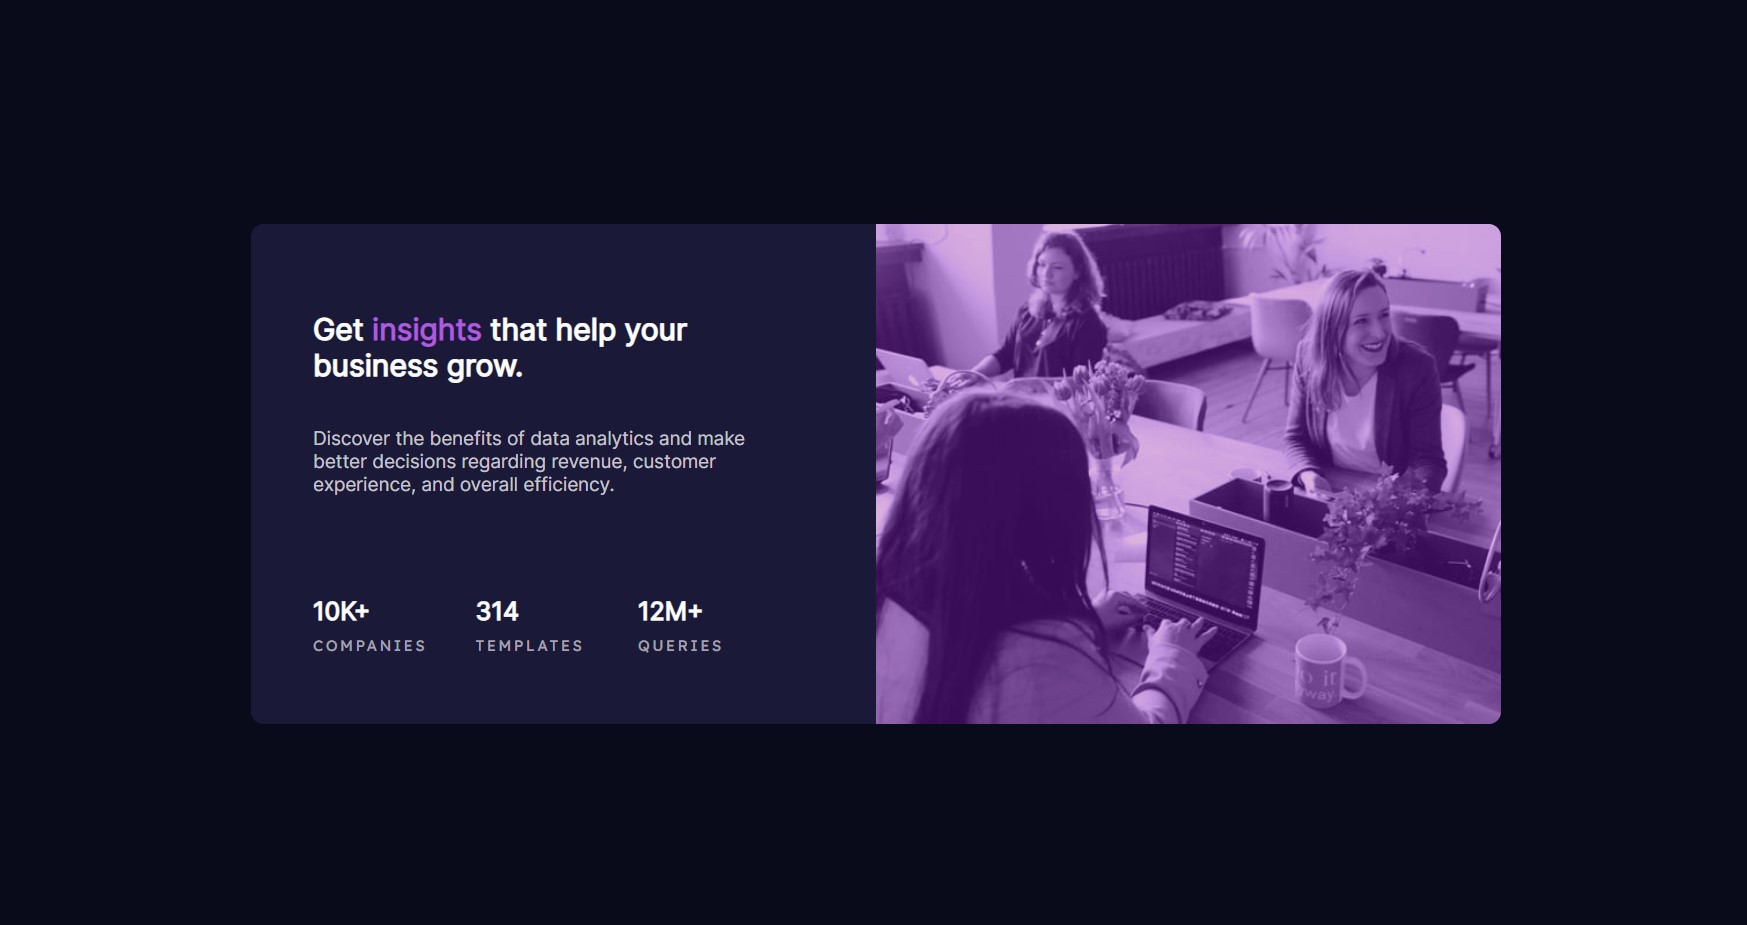 Get insights that help your
business grow.
Discover the benefits of data analytics and make
better decisions regarding revenue, customer
experience, and overall efficiency.
10K+ 314 12M+
COMPANIES TEMPLATES QUERIES